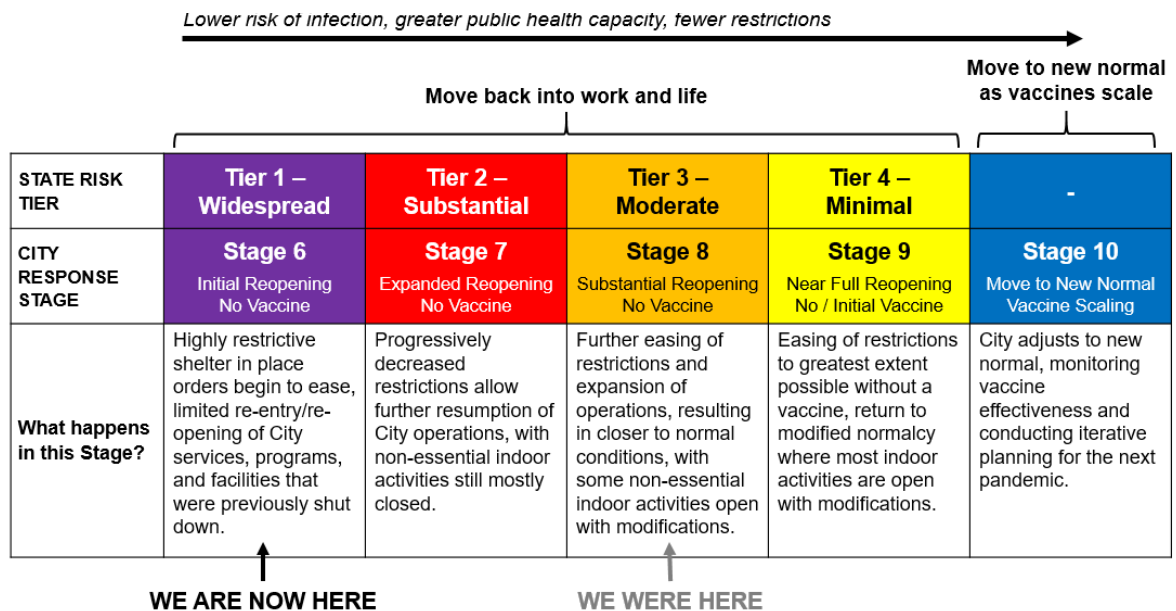 Lower risk of infection, greater public health capacity, fewer restrictions
Move back into work and life
Move to new normal
as vaccines scale
STATE RISK
TIER
Tier 1 –
Widespread
Tier 2 –
Substantial
Tier 3 –
Moderate
Tier 4 –
Minimal
-
CITY
RESPONSE
STAGE
Stage 6
Initial Reopening
No Vaccine
Stage 7
Expanded Reopening
No Vaccine
Stage 8
Substantial Reopening
No Vaccine
Stage 9
Near Full Reopening
No / Initial Vaccine
Stage 10
Move to New Normal
Vaccine Scaling
What happens
in this Stage?
Highly restrictive
shelter in place
orders begin to ease,
limited re-entry/re-
opening of City
services, programs,
and facilities that
were previously shut
down.
Progressively
decreased
restrictions allow
further resumption of
City operations, with
non-essential indoor
activities still mostly
closed.
Further easing of
restrictions and
expansion of
operations, resulting
in closer to normal
conditions, with
some non-essential
indoor activities open
with modifications.
Easing of restrictions
to greatest extent
possible without a
vaccine, return to
modified normalcy
where most indoor
activities are open
with modifications.
City adjusts to new
normal, monitoring
vaccine
effectiveness and
conducting iterative
planning for the next
pandemic.
WE ARE NOW HERE
WE WERE HERE